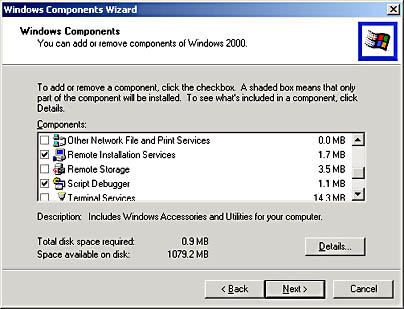 Windows Components Wizard
Windows Components
You can add or remove components of Windows 2000.
To add or remove a component, click the checkbox. A shaded box means that only
part of the component will be installed. To see what's included in a component, click
Details.
Components:
Other Network File and Print Services 0.0 MB
Remote Installation Services 1.7 MB
Remote Storage 3.5 MB
Script Debugger 1.1 MB
Terminal Services 14.3 MB
Description: Includes Windows Accessories and Utilities for your computer.
Total disk space required: 0.9 MB
Space available on disk: 1079.2 MB
Details...
< Back Next > Cancel